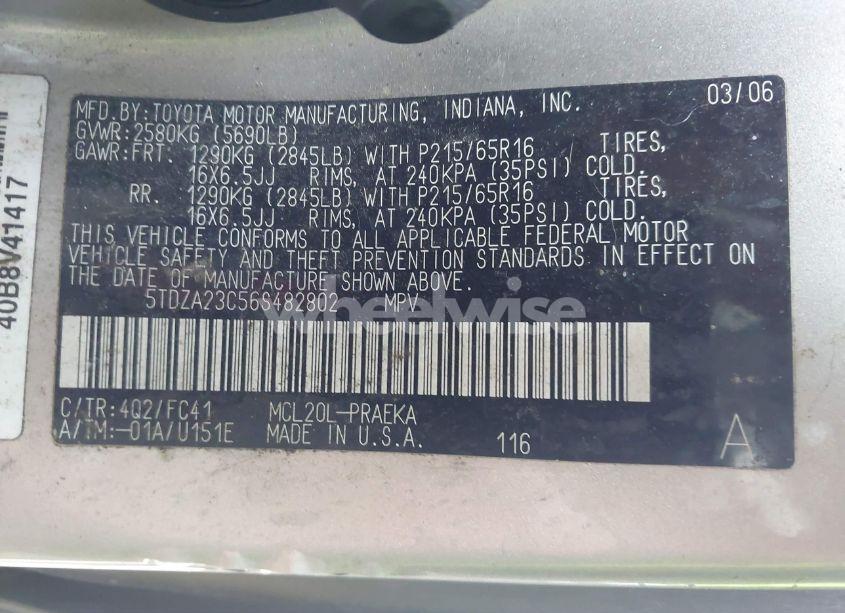 MFD.BY:TOYOTA MOTOR MANUFACTURING, INDIANA, INC. 03/06
GVWR:2580KG (5690LB)
GAWR:FRT. 1290KG (2845LB) WITH P215/65R16 TIRES,
16X6.5JJ RIMS, AT 240KPA (35PSI) COLD.
RR. 1290KG (2845LB) WITH P215/65R16 TIRES,
16X6.5JJ RIMS, AT 240KPA (35PSI) COLD.
THIS VEHICLE CONFORMS TO ALL APPLICABLE FEDERAL MOTOR
VEHICLE SAFETY AND THEFT PREVENTION STANDARDS IN EFFECT ON
THE DATE OF MANUFACTURE SHOWN ABOVE.
5TDZA23C56S482802 MPV
C/TR:4Q2/FC41 MCL20L-PRAEKA
A/TM:-01A/U151E MADE IN U.S.A. 116 A
40B8V41417
wheelwise